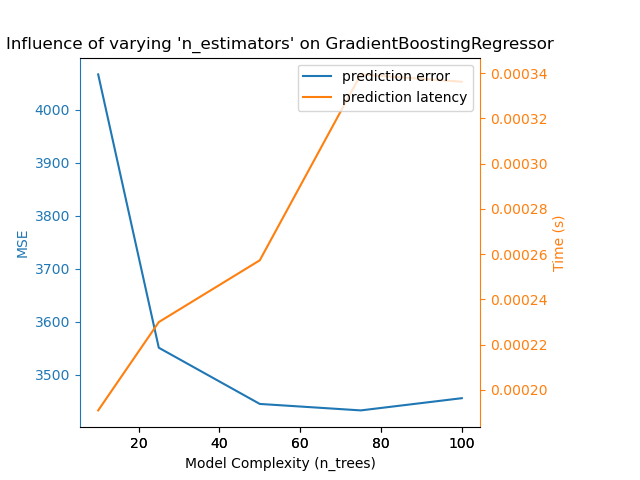 Influence of varying 'n_estimators' on GradientBoostingRegressor
prediction error
prediction latency
4000
3900
3800
3700
3600
3500
MSE
0.00034
0.00032
0.00030
0.00028
0.00026
0.00024
0.00022
0.00020
Time (s)
20 40 60 80 100
Model Complexity (n_trees)